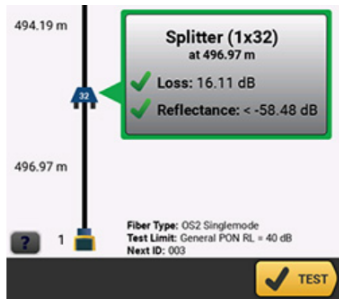 494.19 m
Splitter (1x32)
at 496.97 m
32
Loss: 16.11 dB
Reflectance: < -58.48 dB
496.97 m
Fiber Type: OS2 Singlemode
? 1 Test Limit: General PON RL = 40 dB
Next ID: 003
TEST